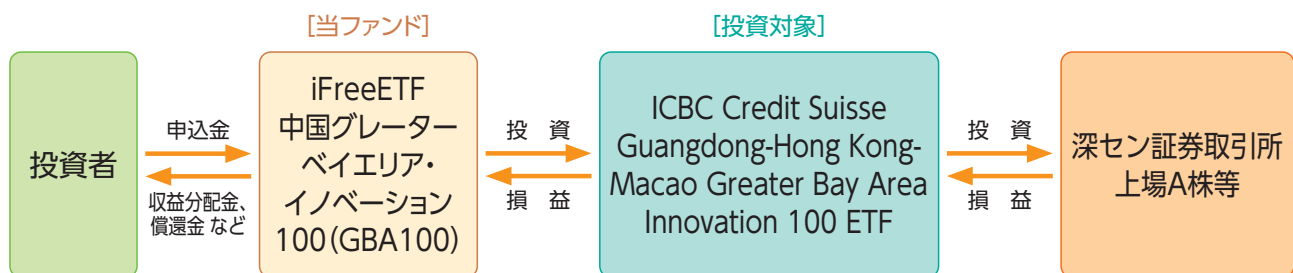 [当ファンド]
[投資対象]
投資者
申込金
収益分配金、
償還金 など
iFreeETF
中国グレーター
ベイエリア・
イノベーション
100(GBA100)
投 資
損 益
ICBC Credit Suisse
Guangdong-Hong Kong-
Macao Greater Bay Area
Innovation 100 ETF
投 資
損 益
深セン証券取引所
上場A株等